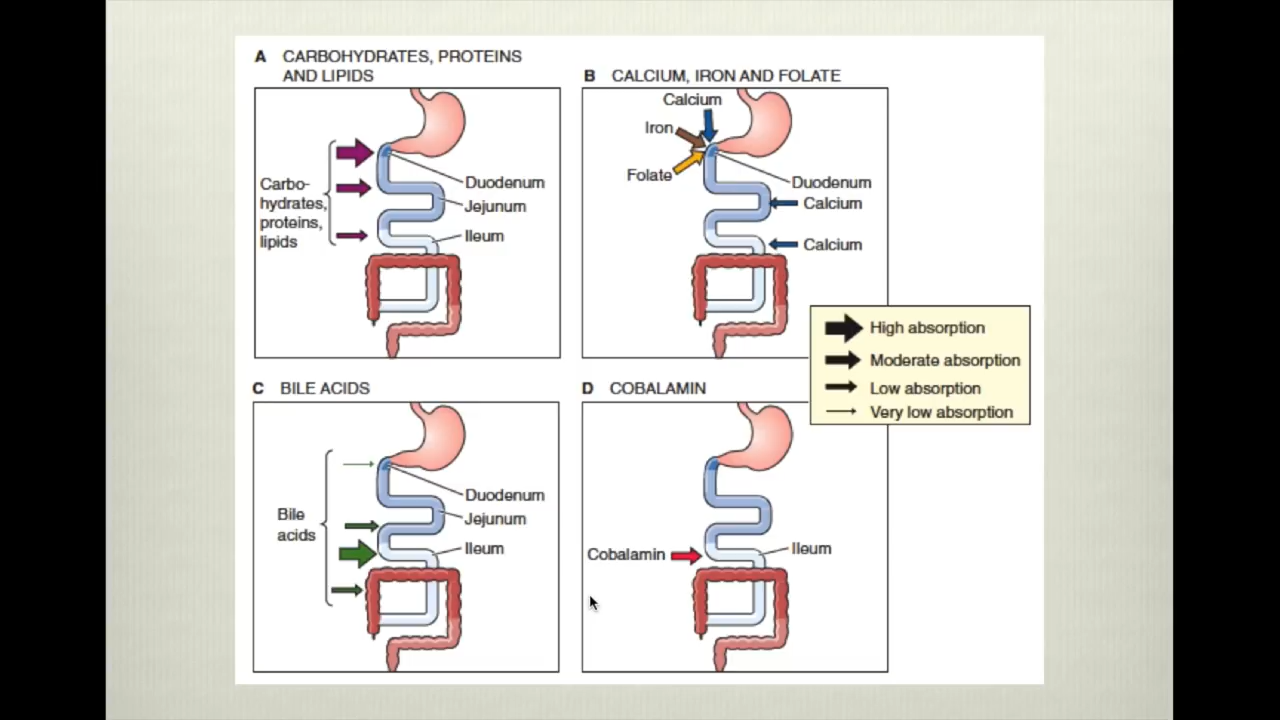 A CARBOHYDRATES, PROTEINS
AND LIPIDS
Carbo-
hydrates,
proteins,
lipids
Duodenum
Jejunum
Ileum
B CALCIUM, IRON AND FOLATE
Calcium
Iron
Folate
Duodenum
Calcium
Calcium
High absorption
Moderate absorption
Low absorption
Very low absorption
C BILE ACIDS
Bile
acids
Duodenum
Jejunum
Ileum
D COBALAMIN
Cobalamin
Ileum